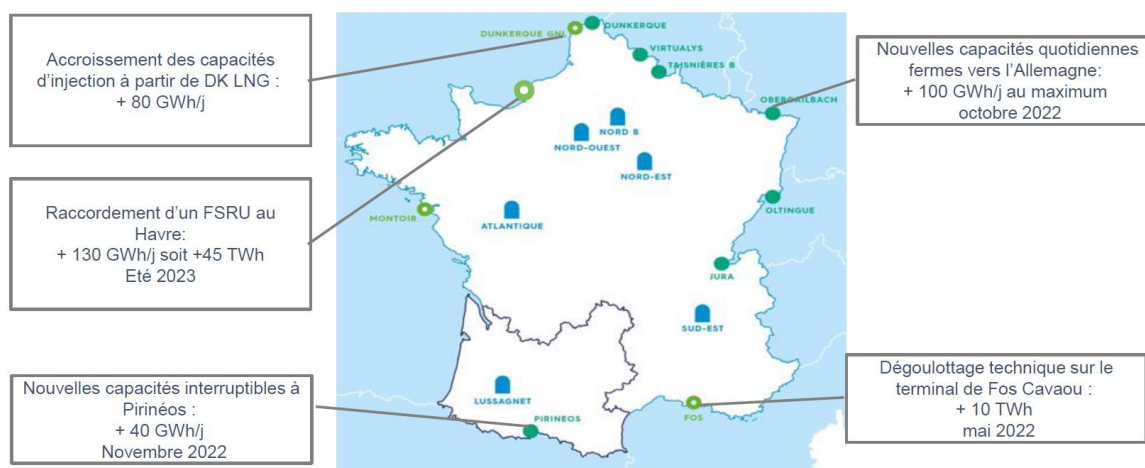 Accroissement des capacités
d'injection à partir de DK LNG :
+ 80 GWh/j
Raccordement d'un FSRU au
Havre:
+ 130 GWh/j soit +45 TWh
Eté 2023
Nouvelles capacités interruptibles à
Pirinéos :
+ 40 GWh/j
Novembre 2022
DUNKERQUE GNL
DUNKERQUE
VIRTUALYS
TAISNIÈRES B
OBERGAILBACH
NORD B
NORD-OUEST
NORD-EST
OLTINGUE
MONTOIR
ATLANTIQUE
JURA
SUD-EST
LUSSAGNET
PIRINEOS
FOS
Nouvelles capacités quotidiennes
fermes vers l'Allemagne:
+ 100 GWh/j au maximum
octobre 2022
Dégoulottage technique sur le
terminal de Fos Cavaou :
+ 10 TWh
mai 2022